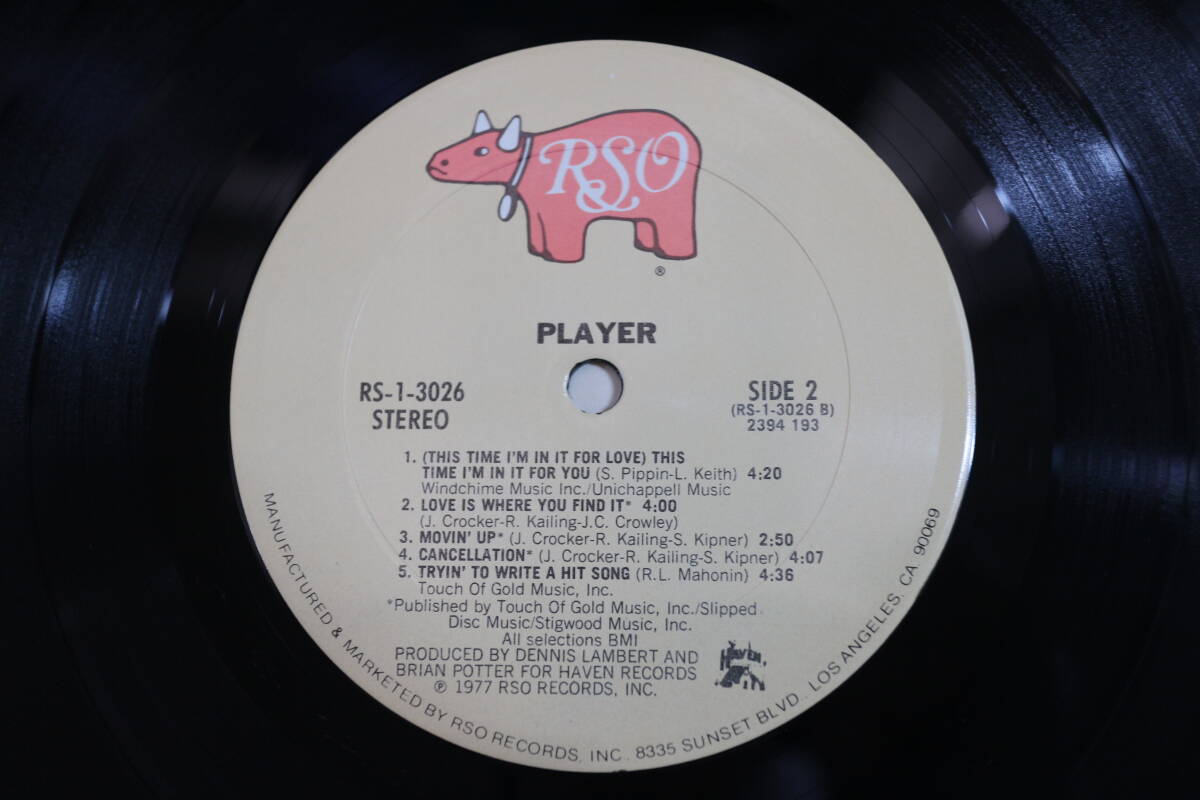 RSO
®
PLAYER
RS-1-3026
STEREO
SIDE 2
(RS-1-3026 B)
2394 193
1. (THIS TIME I'M IN IT FOR LOVE) THIS
TIME I'M IN IT FOR YOU (S. Pippin-L. Keith) 4:20
Windchime Music Inc./Unichappell Music
2. LOVE IS WHERE YOU FIND IT* 4:00
(J. Crocker-R. Kailing-J.C. Crowley)
3. MOVIN' UP* (J. Crocker-R. Kailing-S. Kipner) 2:50
4. CANCELLATION* (J. Crocker-R. Kailing-S. Kipner) 4:07
5. TRYIN' TO WRITE A HIT SONG (R.L. Mahonin) 4:36
Touch Of Gold Music, Inc.
*Published by Touch Of Gold Music, Inc./Slipped
Disc Music/Stigwood Music, Inc.
All selections BMI
PRODUCED BY DENNIS LAMBERT AND
BRIAN POTTER FOR HAVEN RECORDS
℗ 1977 RSO RECORDS, INC.
HAVEN
MANUFACTURED & MARKETED BY RSO RECORDS, INC. 8335 SUNSET BLVD., LOS ANGELES, CA. 90069